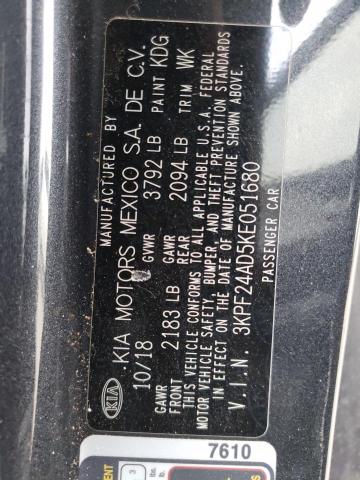 MANUFACTURED BY
KIA MOTORS MEXICO S.A. DE C.V.
10/18 GVWR 3792 LB PAINT KDG
GAWR FRONT 2183 LB GAWR REAR 2094 LB TRIM WK
THIS VEHICLE CONFORMS TO ALL APPLICABLE U.S.A. FEDERAL
MOTOR VEHICLE SAFETY, BUMPER, AND THEFT PREVENTION STANDARDS
IN EFFECT ON THE DATE OF MANUFACTURE SHOWN ABOVE.
V.I.N. 3KPF24AD5KE051680
PASSENGER CAR
KIA
7610